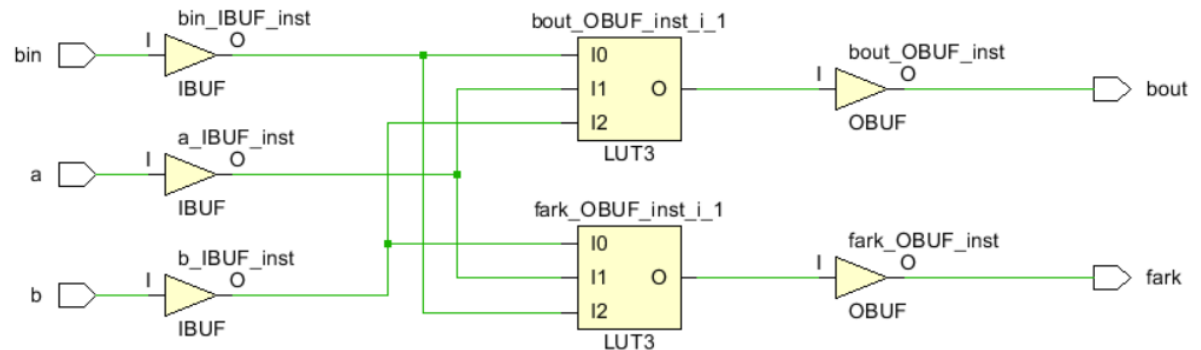 bin
I
bin_IBUF_inst
O
IBUF
bout_OBUF_inst_i_1
I0
I1
I2
O
LUT3
bout_OBUF_inst
I
O
OBUF
bout
a
I
a_IBUF_inst
O
IBUF
b
I
b_IBUF_inst
O
IBUF
fark_OBUF_inst_i_1
I0
I1
I2
O
LUT3
fark_OBUF_inst
I
O
OBUF
fark